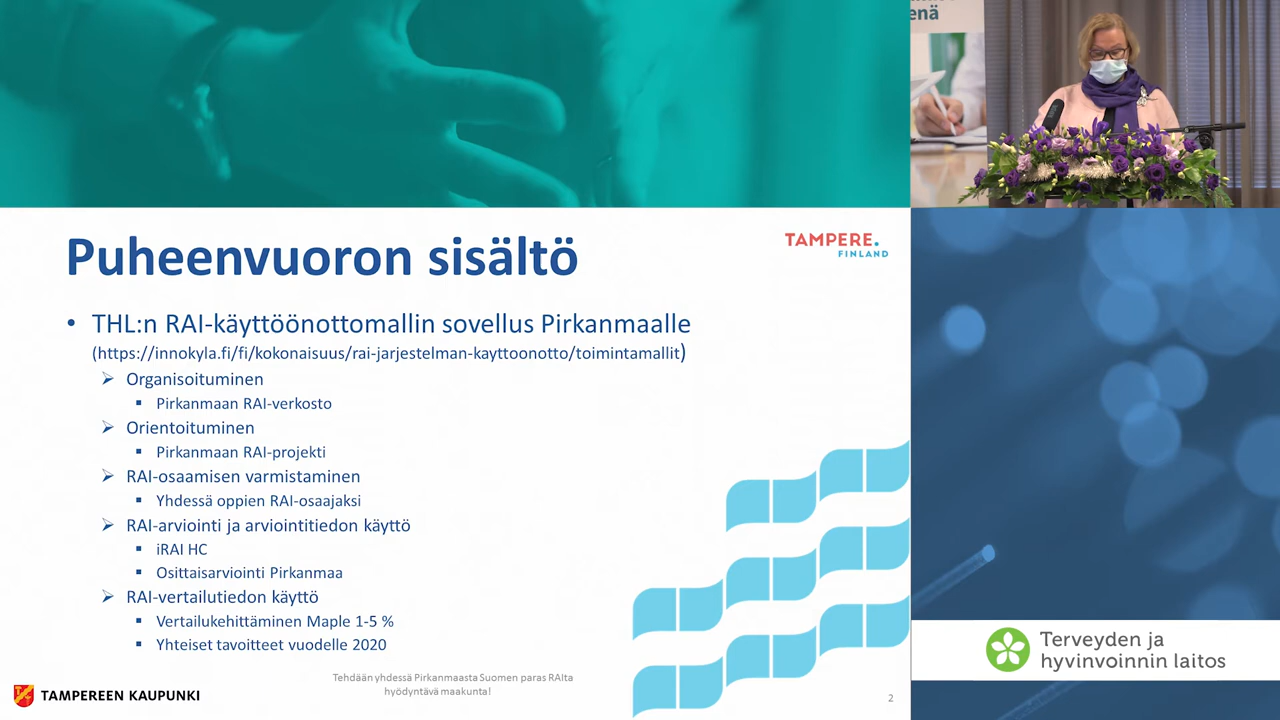 enä
Puheenvuoron sisältö
TAMPERE.
FINLAND
• THL:n RAI-käyttöönottomallin sovellus Pirkanmaalle
(https://innokyla.fi/fi/kokonaisuus/rai-jarjestelman-kayttoonotto/toimintamallit)
➢ Organisoituminen
▪ Pirkanmaan RAI-verkosto
➢ Orientoituminen
▪ Pirkanmaan RAI-projekti
➢ RAI-osaamisen varmistaminen
▪ Yhdessä oppien RAI-osaajaksi
➢ RAI-arviointi ja arviointitiedon käyttö
▪ iRAI HC
▪ Osittaisarviointi Pirkanmaa
➢ RAI-vertailutiedon käyttö
▪ Vertailukehittäminen Maple 1-5 %
▪ Yhteiset tavoitteet vuodelle 2020
Tehdään yhdessä Pirkanmaasta Suomen paras RAIta
hyödyntävä maakunta!
TAMPEREEN KAUPUNKI
2
Terveyden ja
hyvinvoinnin laitos